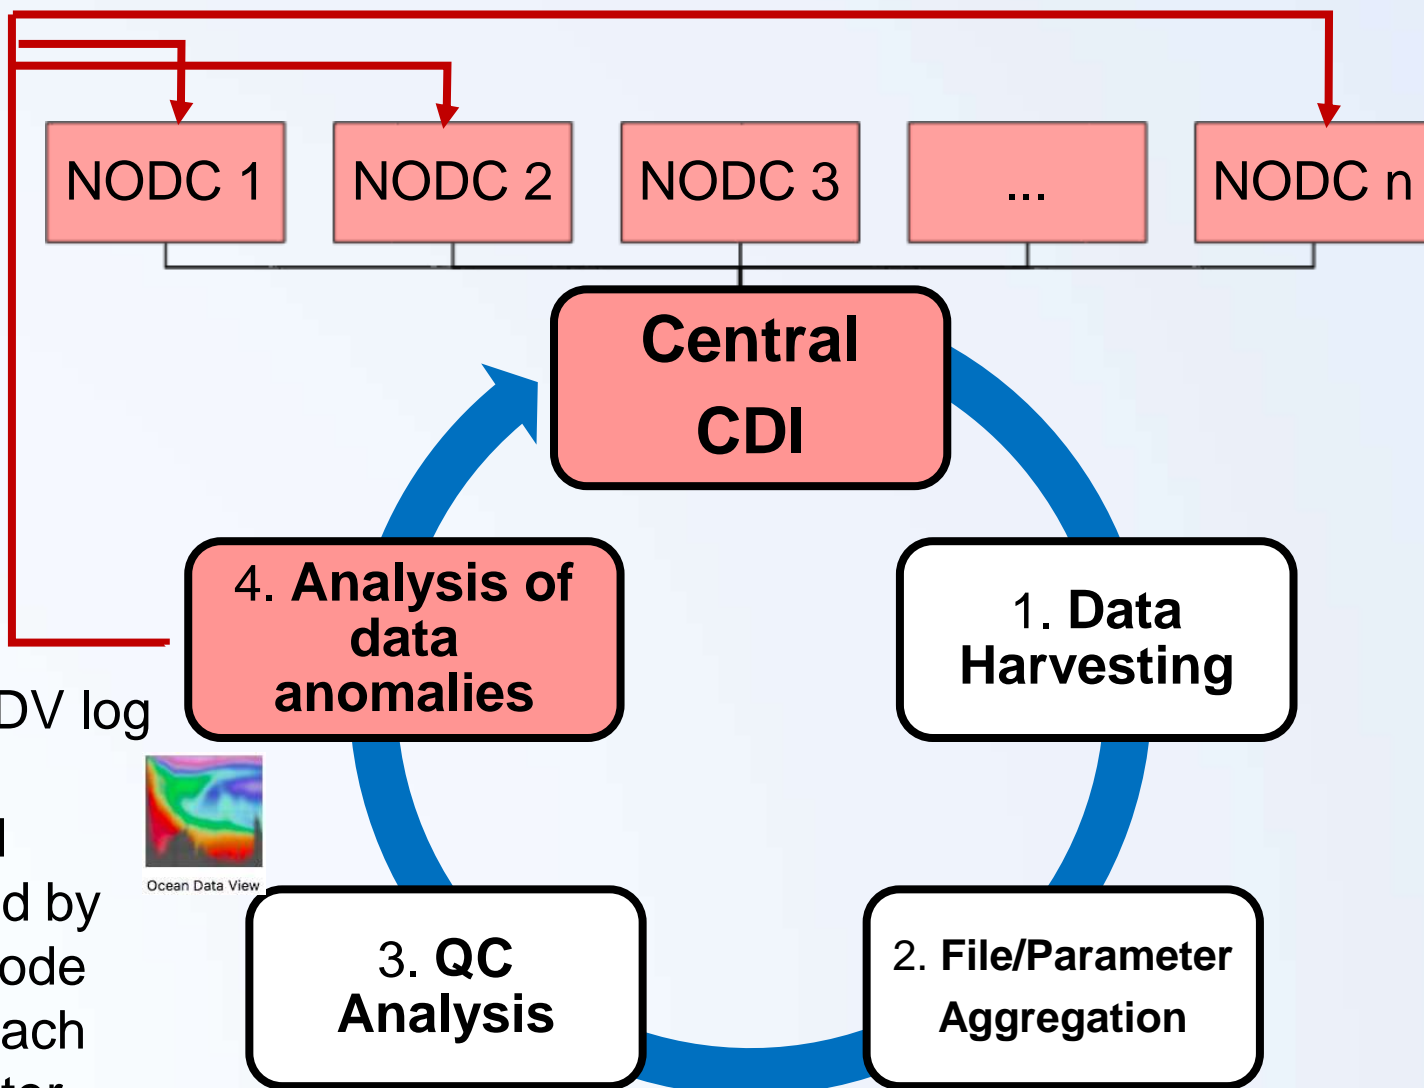 NODC 1
NODC 2
NODC 3
...
NODC n
Central
CDI
4. Analysis of
data
anomalies
1. Data
Harvesting
DV log
d by
ode
ach
Ocean Data View
3. QC
Analysis
2. File/Parameter
Aggregation